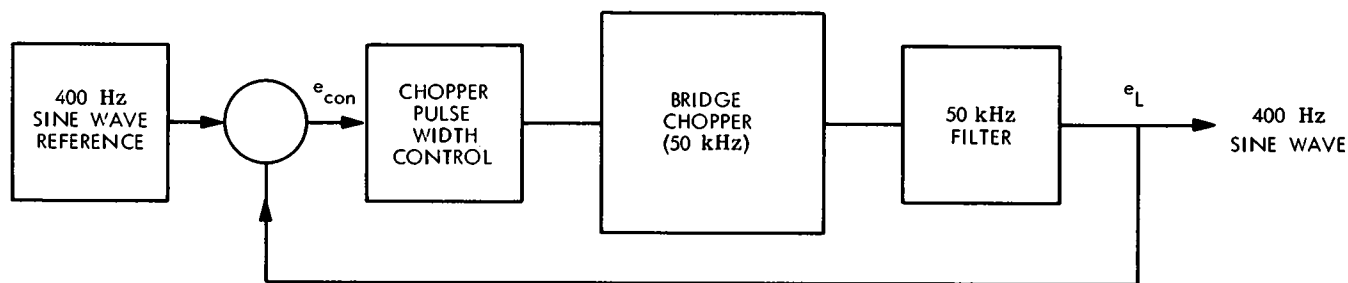 400 Hz
SINE WAVE
REFERENCE
e_con
CHOPPER
PULSE
WIDTH
CONTROL
BRIDGE
CHOPPER
(50 kHz)
50 kHz
FILTER
e_L
400 Hz
SINE WAVE